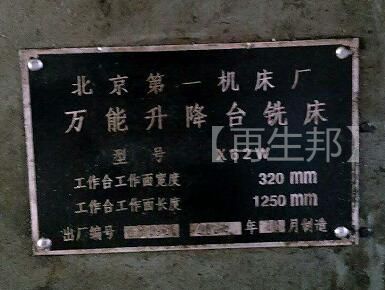 北京第一机床厂
万能升降台铣床
型号 X62W
【再生邦】
工作台工作面宽度 320 mm
工作台工作面长度 1250 mm
出厂编号 年 月制造